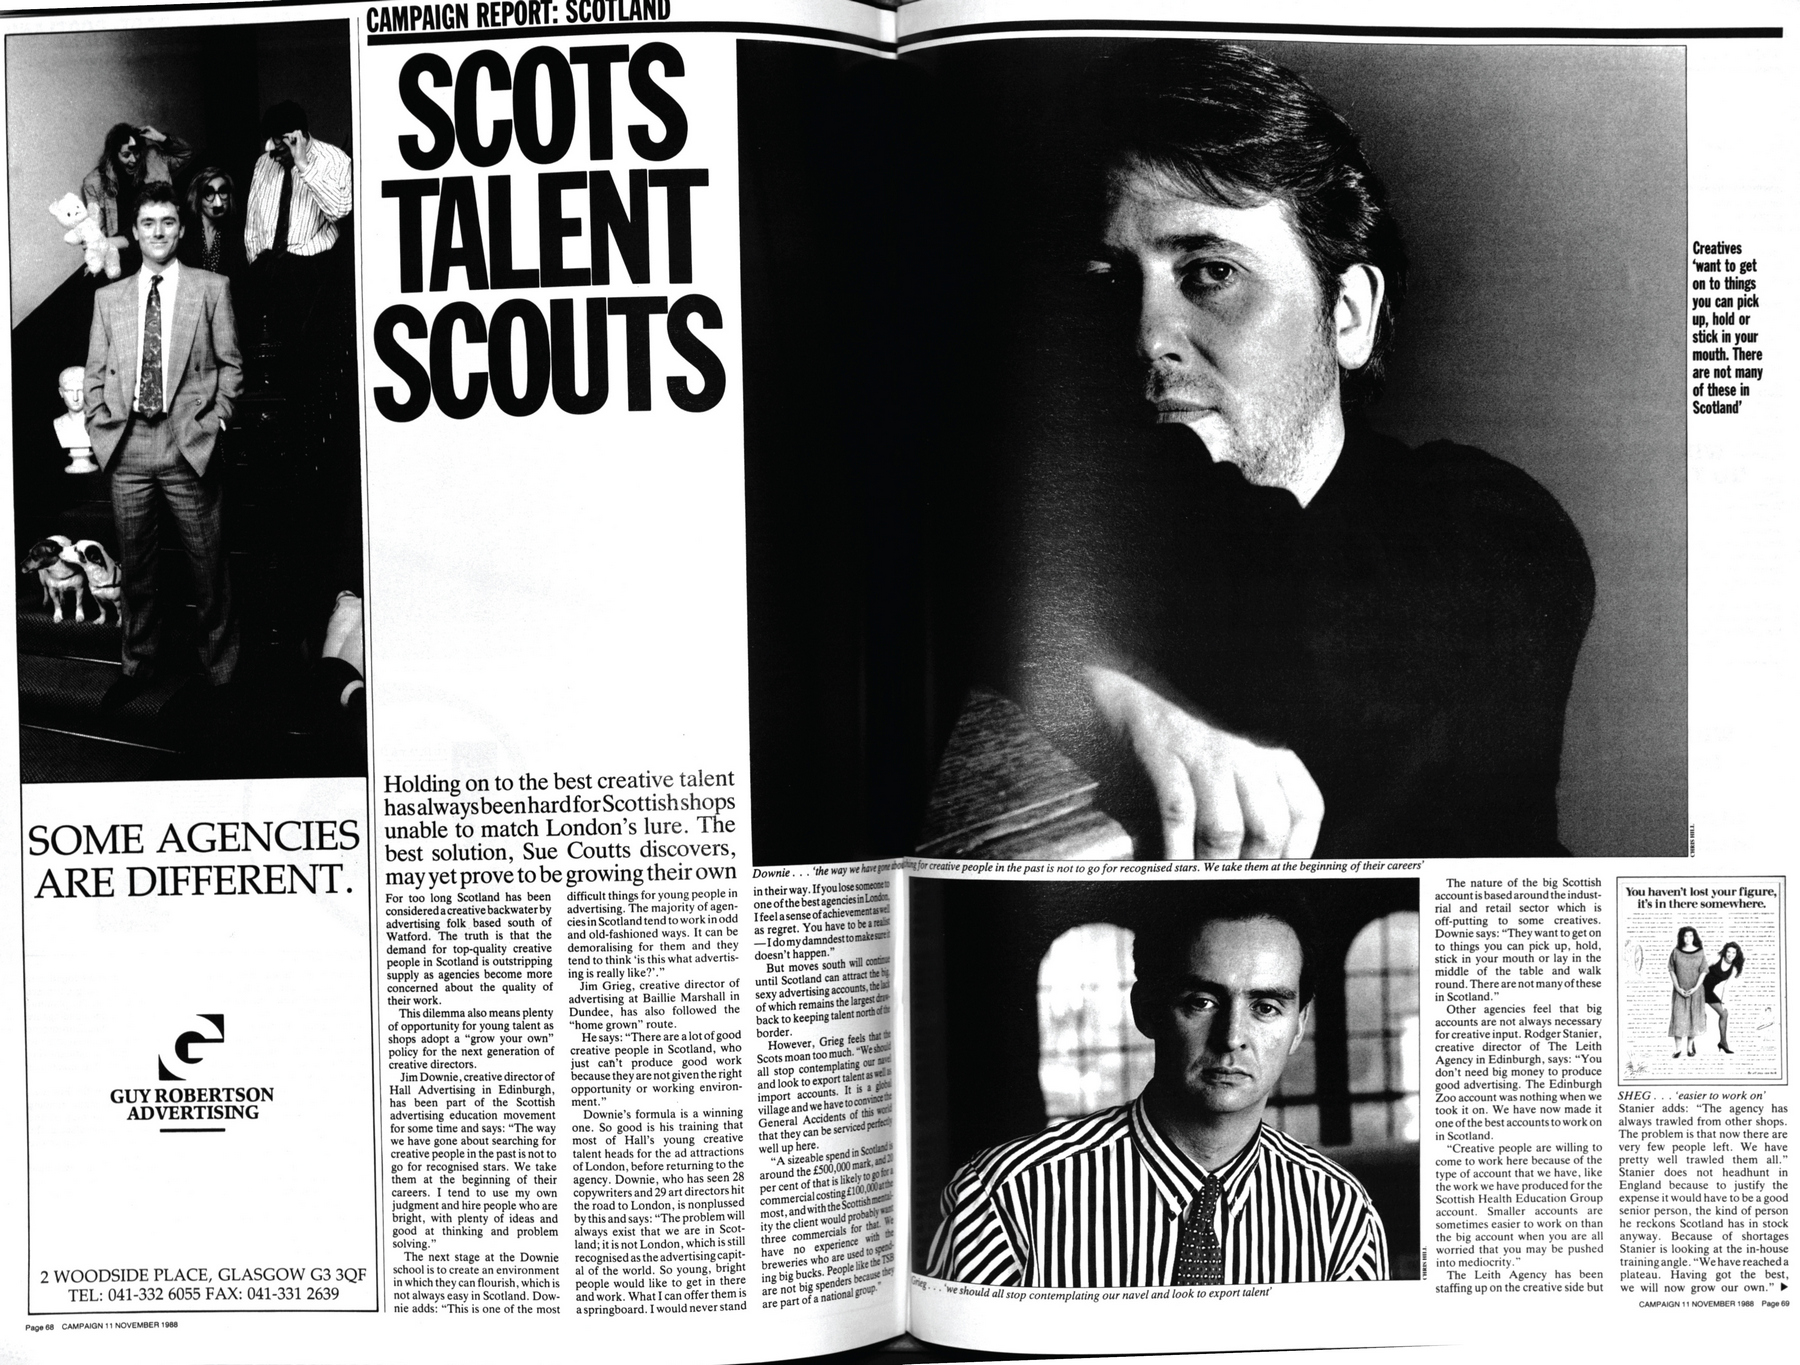 CAMPAIGN REPORT: SCOTLAND
SOME AGENCIES
ARE DIFFERENT.
GUY ROBERTSON
ADVERTISING
2 WOODSIDE PLACE, GLASGOW G3 3QF
TEL: 041-332 6055 FAX: 041-331 2639
Page 68 CAMPAIGN 11 NOVEMBER 1988
SCOTS
TALENT
SCOUTS
Holding on to the best creative talent
has always been hard for Scottish shops
unable to match London's lure. The
best solution, Sue Coutts discovers,
may yet prove to be growing their own
For too long Scotland has been
considered a creative backwater by
advertising folk based south of
Watford. The truth is that the
demand for top-quality creative
people in Scotland is outstripping
supply as agencies become more
concerned about the quality of
their work.
This dilemma also means plenty
of opportunity for young talent as
shops adopt a "grow your own"
policy for the next generation of
creative directors.
Jim Downie, creative director of
Hall Advertising in Edinburgh,
has been part of the Scottish
advertising education movement
for some time and says: "The way
we have gone about searching for
creative people in the past is not to
go for recognised stars. We take
them at the beginning of their
careers. I tend to use my own
judgment and hire people who are
bright, with plenty of ideas and
good at thinking and problem
solving."
The next stage at the Downie
school is to create an environment
in which they can flourish, which is
not always easy in Scotland. Dow-
nie adds: "This is one of the most
difficult things for young people in
advertising. The majority of agen-
cies in Scotland tend to work in odd
and old-fashioned ways. It can be
demoralising for them and they
tend to think 'is this what advertis-
ing is really like?'."
Jim Grieg, creative director of
advertising at Baillie Marshall in
Dundee, has also followed the
"home grown" route.
He says: "There are a lot of good
creative people in Scotland, who
just can't produce good work
because they are not given the right
opportunity or working environ-
ment."
Downie's formula is a winning
one. So good is his training that
most of Hall's young creative
talent heads for the ad attractions
of London, before returning to the
agency. Downie, who has seen 28
copywriters and 29 art directors hit
the road to London, is nonplussed
by this and says: "The problem will
always exist that we are in Scot-
land; it is not London, which is still
recognised as the advertising capit-
al of the world. So young, bright
people would like to get in there
and work. What I can offer them is
a springboard. I would never stand
Downie . . . 'the way we have gone about searching for creative people in the past is not to go for recognised stars. We take them at the beginning of their careers'
in their way. If you lose someone to
one of the best agencies in London,
I feel a sense of achievement as well
as regret. You have to be a realist
— I do my damndest to make sure it
doesn't happen."
But moves south will continue
until Scotland can attract the big,
sexy advertising accounts, the lack
of which remains the largest draw-
back to keeping talent north of the
border.
However, Grieg feels that the
Scots moan too much. "We should
all stop contemplating our navel
and look to export talent as well as
import accounts. It is a global
village and we have to convince the
General Accidents of this world
that they can be serviced perfectly
well up here.
"A sizeable spend in Scotland is
around the £500,000 mark, and 20
per cent of that is likely to go for a
commercial costing £100,000 at the
most, and with the Scottish mental-
ity the client would probably want
three commercials for that. We
have no experience with the
breweries who are used to spend-
ing big bucks. People like the TSB
are not big spenders because they
are part of a national group."
CHRIS HILL
Creatives
'want to get
on to things
you can pick
up, hold or
stick in your
mouth. There
are not many
of these in
Scotland'
CHRIS HILL
Grieg . . . 'we should all stop contemplating our navel and look to export talent'
The nature of the big Scottish
account is based around the indust-
rial and retail sector which is
off-putting to some creatives.
Downie says: "They want to get on
to things you can pick up, hold,
stick in your mouth or lay in the
middle of the table and walk
round. There are not many of these
in Scotland."
Other agencies feel that big
accounts are not always necessary
for creative input. Rodger Stanier,
creative director of The Leith
Agency in Edinburgh, says: "You
don't need big money to produce
good advertising. The Edinburgh
Zoo account was nothing when we
took it on. We have now made it
one of the best accounts to work on
in Scotland.
"Creative people are willing to
come to work here because of the
type of account that we have, like
the work we have produced for the
Scottish Health Education Group
account. Smaller accounts are
sometimes easier to work on than
the big account when you are all
worried that you may be pushed
into mediocrity."
The Leith Agency has been
staffing up on the creative side but
You haven't lost your figure,
it's in there somewhere.
SHEG . . . 'easier to work on'
Stanier adds: "The agency has
always trawled from other shops.
The problem is that now there are
very few people left. We have
pretty well trawled them all."
Stanier does not headhunt in
England because to justify the
expense it would have to be a good
senior person, the kind of person
he reckons Scotland has in stock
anyway. Because of shortages
Stanier is looking at the in-house
training angle. "We have reached a
plateau. Having got the best,
we will now grow our own." ▶
CAMPAIGN 11 NOVEMBER 1988 Page 69